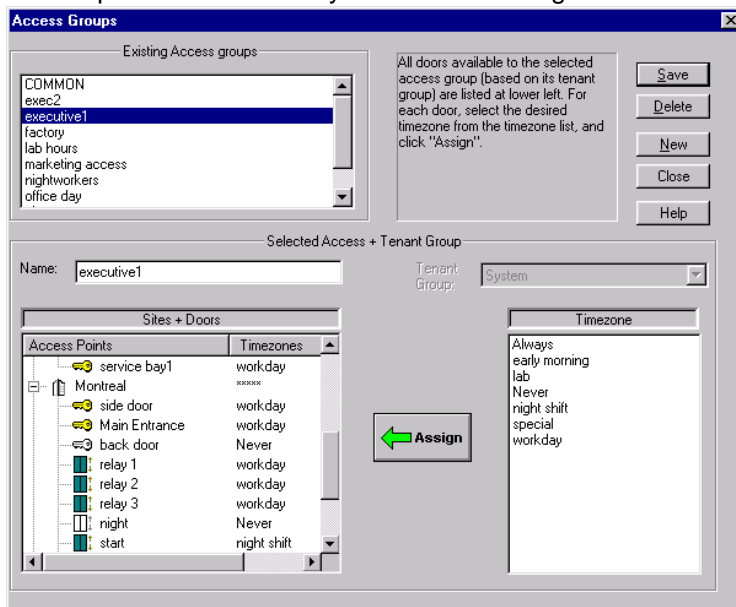 Access Groups
Existing Access groups
COMMON
exec2
executive1
factory
lab hours
marketing access
nightworkers
office day
All doors available to the selected
access group (based on its tenant
group) are listed at lower left. For
each door, select the desired
timezone from the timezone list, and
click "Assign".
Save
Delete
New
Close
Help
Selected Access + Tenant Group
Name: executive1
Tenant
Group: System
Sites + Doors
Access Points Timezones
service bay1 workday
Montreal *****
side door workday
Main Entrance workday
back door Never
relay 1 workday
relay 2 workday
relay 3 workday
night Never
start night shift
Assign
Timezone
Always
early morning
lab
Never
night shift
special
workday